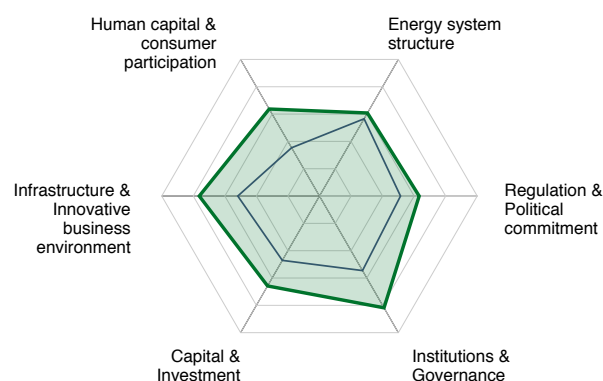 Human capital &
consumer
participation
Energy system
structure
Infrastructure &
Innovative
business
environment
Regulation &
Political
commitment
Capital &
Investment
Institutions &
Governance